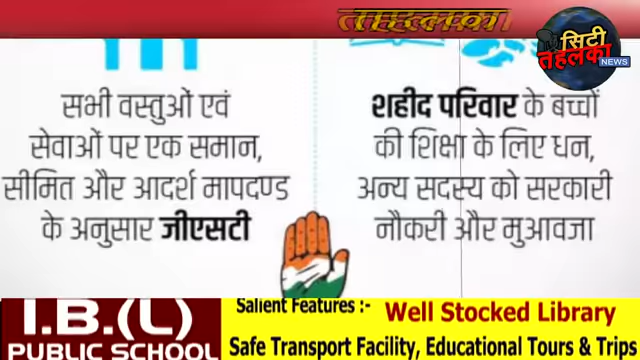 तहलका
सिटी
तहलका
NEWS
सभी वस्तुओं एवं
सेवाओं पर एक समान,
सीमित और आदर्श मापदण्ड
के अनुसार जीएसटी
शहीद परिवार के बच्चों
की शिक्षा के लिए धन,
अन्य सदस्य को सरकारी
नौकरी और मुआवजा
I.B.(L)
PUBLIC SCHOOL
Salient Features :- Well Stocked Library
Safe Transport Facility, Educational Tours & Trips